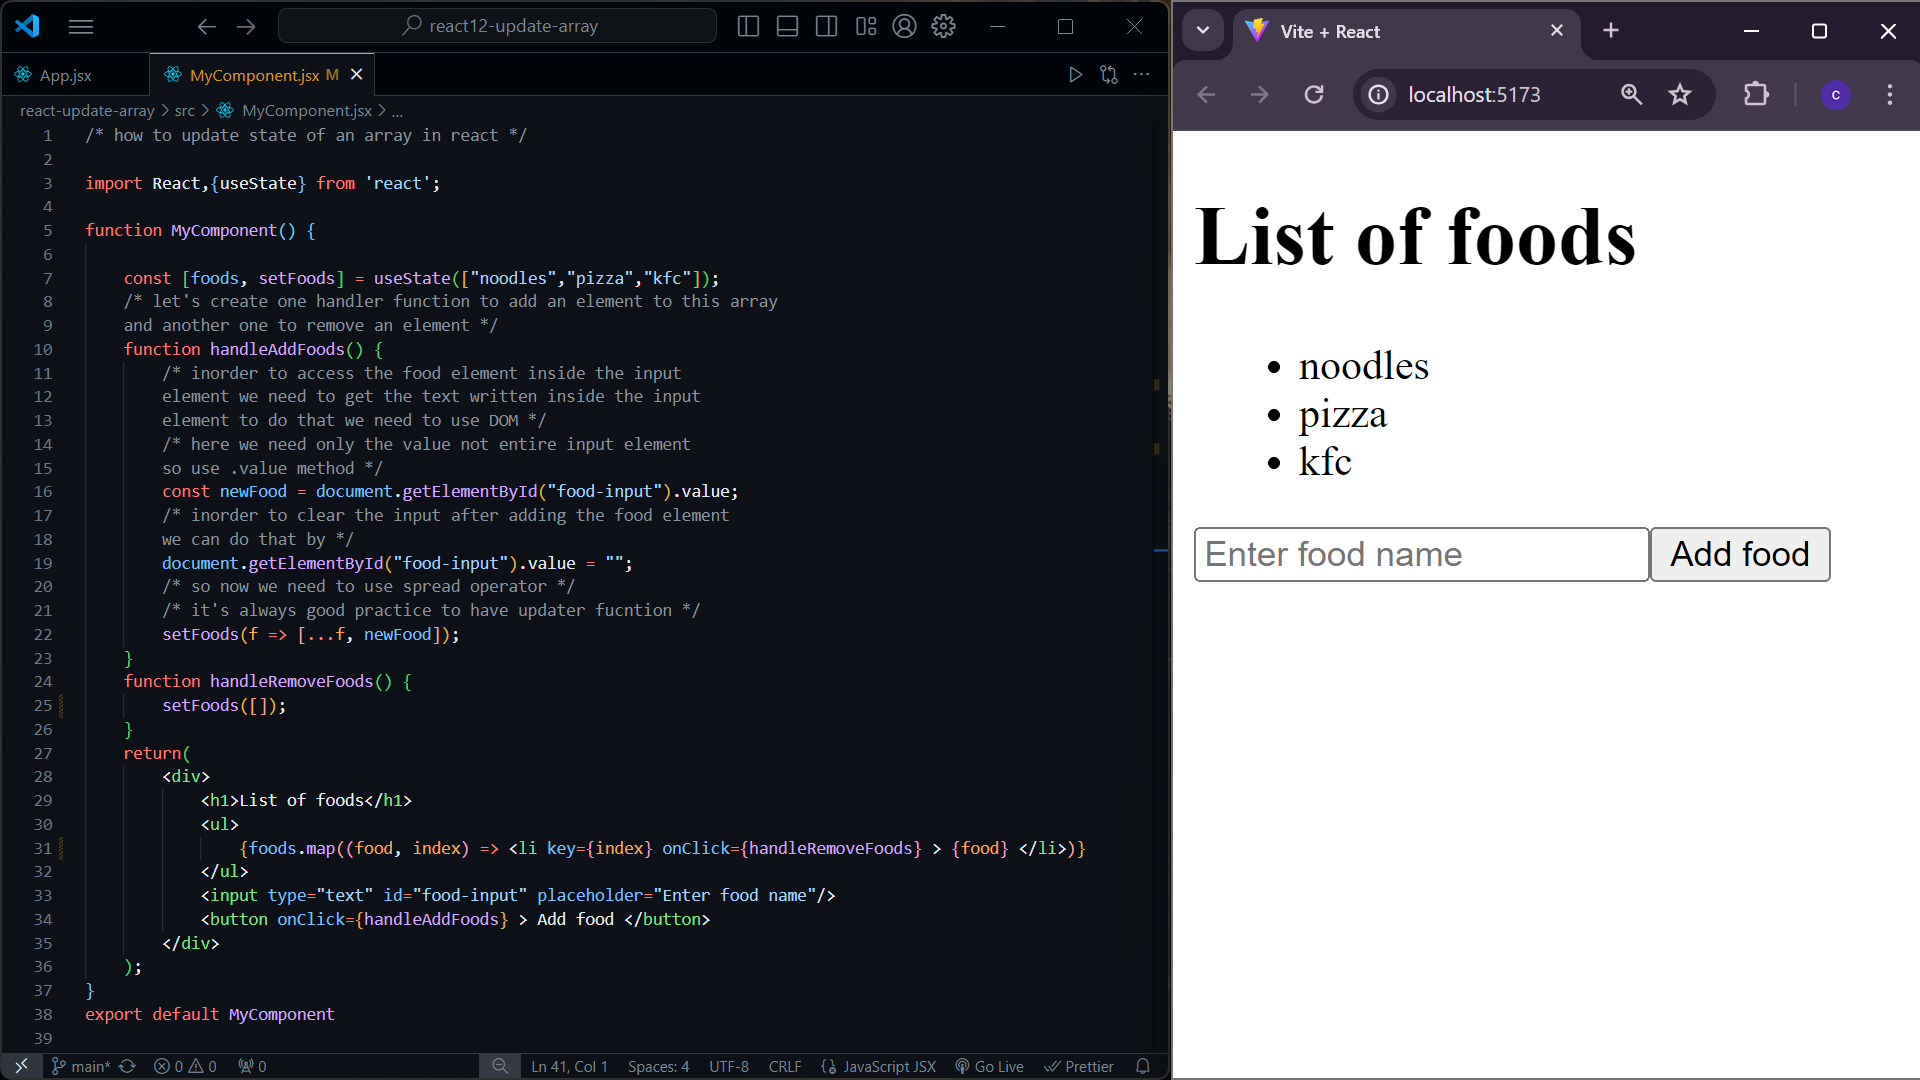 react12-update-array
App.jsx
MyComponent.jsx M
react-update-array > src > MyComponent.jsx > ...
1 /* how to update state of an array in react */
2
3 import React,{useState} from 'react';
4
5 function MyComponent() {
6
7 const [foods, setFoods] = useState(["noodles","pizza","kfc"]);
8 /* let's create one handler function to add an element to this array
9 and another one to remove an element */
10 function handleAddFoods() {
11 /* inorder to access the food element inside the input
12 element we need to get the text written inside the input
13 element to do that we need to use DOM */
14 /* here we need only the value not entire input element
15 so use .value method */
16 const newFood = document.getElementById("food-input").value;
17 /* inorder to clear the input after adding the food element
18 we can do that by */
19 document.getElementById("food-input").value = "";
20 /* so now we need to use spread operator */
21 /* it's always good practice to have updater fucntion */
22 setFoods(f => [...f, newFood]);
23 }
24 function handleRemoveFoods() {
25 setFoods([]);
26 }
27 return(
28 <div>
29 <h1>List of foods</h1>
30 <ul>
31 {foods.map((food, index) => <li key={index} onClick={handleRemoveFoods} > {food} </li>)}
32 </ul>
33 <input type="text" id="food-input" placeholder="Enter food name"/>
34 <button onClick={handleAddFoods} > Add food </button>
35 </div>
36 );
37 }
38 export default MyComponent
39
main* 0 0 0 Ln 41, Col 1 Spaces: 4 UTF-8 CRLF JavaScript JSX Go Live Prettier
Vite + React
localhost:5173
c
List of foods
• noodles
• pizza
• kfc
Enter food name
Add food